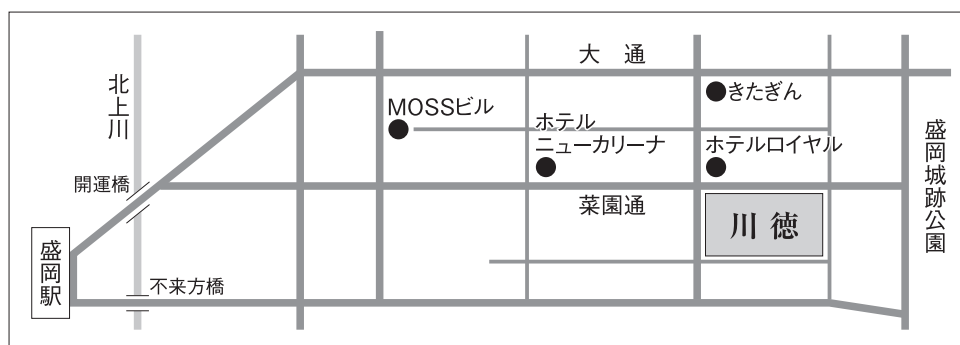 大 通
北上川
きたぎん
MOSSビル
ホテル
ニューカリーナ
ホテルロイヤル
盛岡城跡公園
開運橋
菜園通
川 徳
盛岡駅
不来方橋